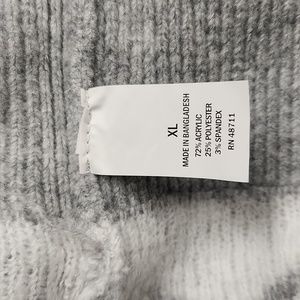 XL
MADE IN BANGLADESH
72% ACRYLIC
25% POLYESTER
3% SPANDEX
RN 48711